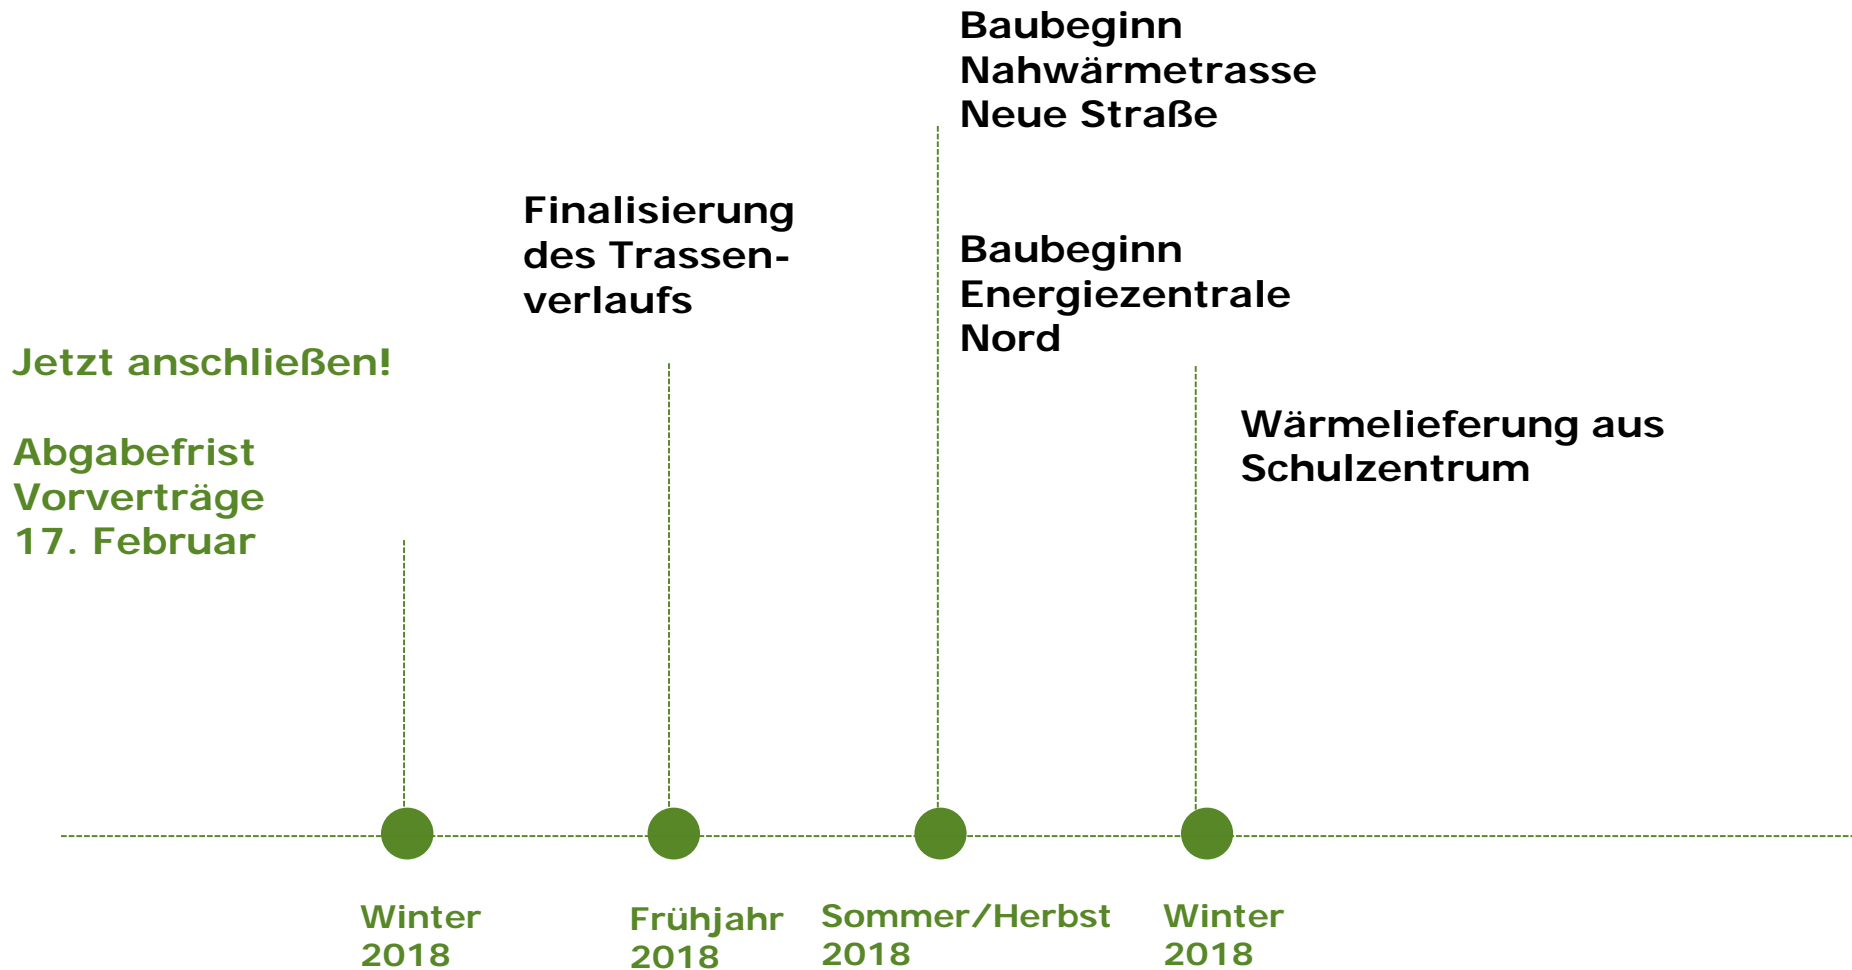 Jetzt anschließen!
Abgabefrist
Vorverträge
17. Februar
Finalisierung
des Trassen-
verlaufs
Baubeginn
Nahwärmetrasse
Neue Straße
Baubeginn
Energiezentrale
Nord
Wärmelieferung aus
Schulzentrum
Winter
2018
Frühjahr
2018
Sommer/Herbst
2018
Winter
2018